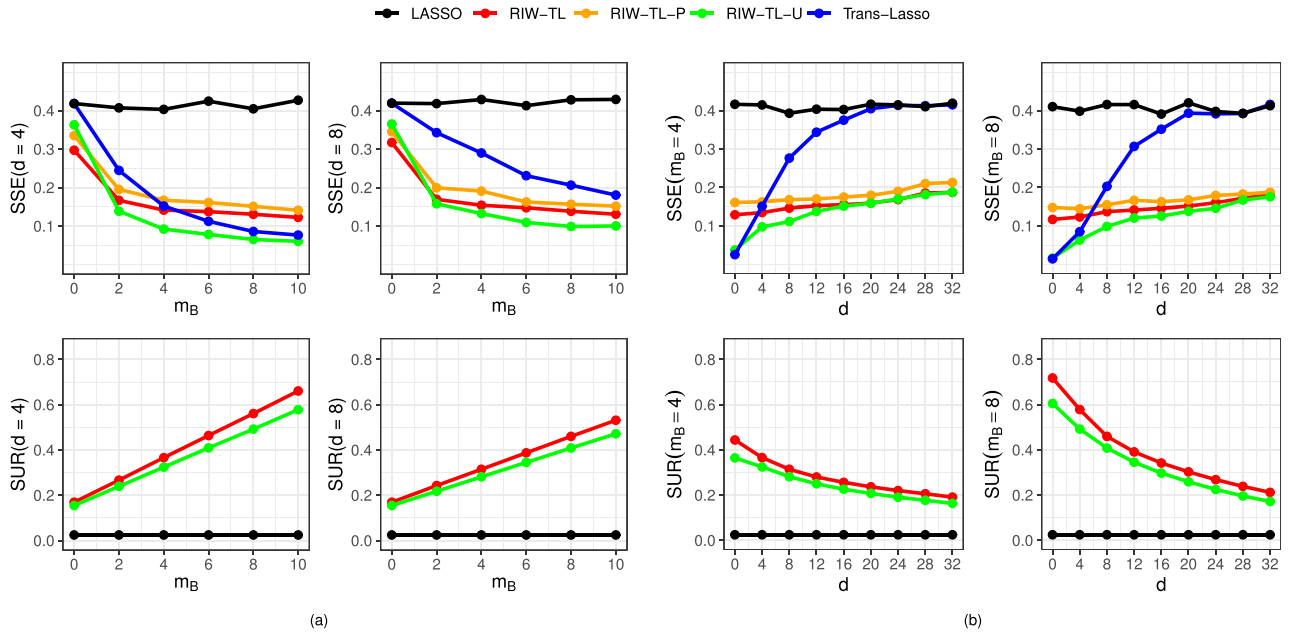 LASSO RIW−TL RIW−TL−P RIW−TL−U Trans−Lasso
SSE(d = 4)
0.4
0.3
0.2
0.1
0 2 4 6 8 10
m_B
SSE(d = 8)
0.4
0.3
0.2
0.1
0 2 4 6 8 10
m_B
SSE(m_B = 4)
0.4
0.3
0.2
0.1
0 4 8 12 16 20 24 28 32
d
SSE(m_B = 8)
0.4
0.3
0.2
0.1
0 4 8 12 16 20 24 28 32
d
SUR(d = 4)
0.8
0.6
0.4
0.2
0.0
0 2 4 6 8 10
m_B
SUR(d = 8)
0.8
0.6
0.4
0.2
0.0
0 2 4 6 8 10
m_B
SUR(m_B = 4)
0.8
0.6
0.4
0.2
0.0
0 4 8 12 16 20 24 28 32
d
SUR(m_B = 8)
0.8
0.6
0.4
0.2
0.0
0 4 8 12 16 20 24 28 32
d
(a)
(b)